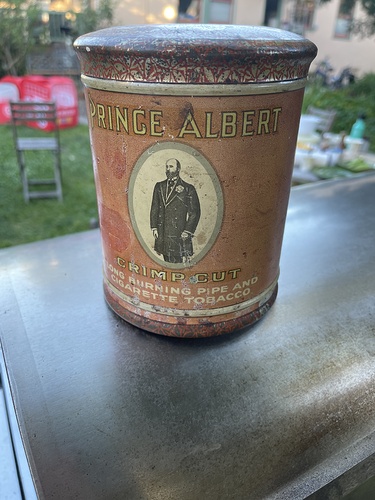 PRINCE ALBERT
CRIMP CUT
LONG BURNING PIPE AND
CIGARETTE TOBACCO